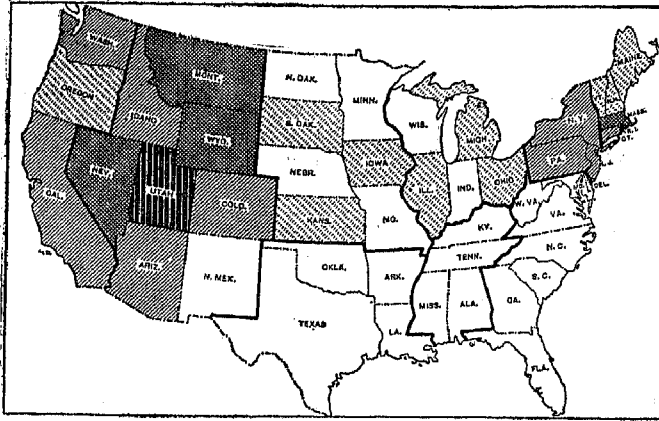 WASH.
MONT.
N. DAK.
MINN.
MAINE
OREGON
IDAHO
WYO.
S. DAK.
WIS.
MICH.
N.Y.
MASS.
CT.
NEV.
UTAH
COLO.
NEBR.
IOWA
ILL.
IND.
OHIO
PA.
N.J.
DEL.
CAL.
KANS.
MO.
KY.
W. VA.
VA.
ARIZ.
N. MEX.
OKLA.
ARK.
TENN.
N.C.
S.C.
TEXAS
LA.
MISS.
ALA.
GA.
FLA.